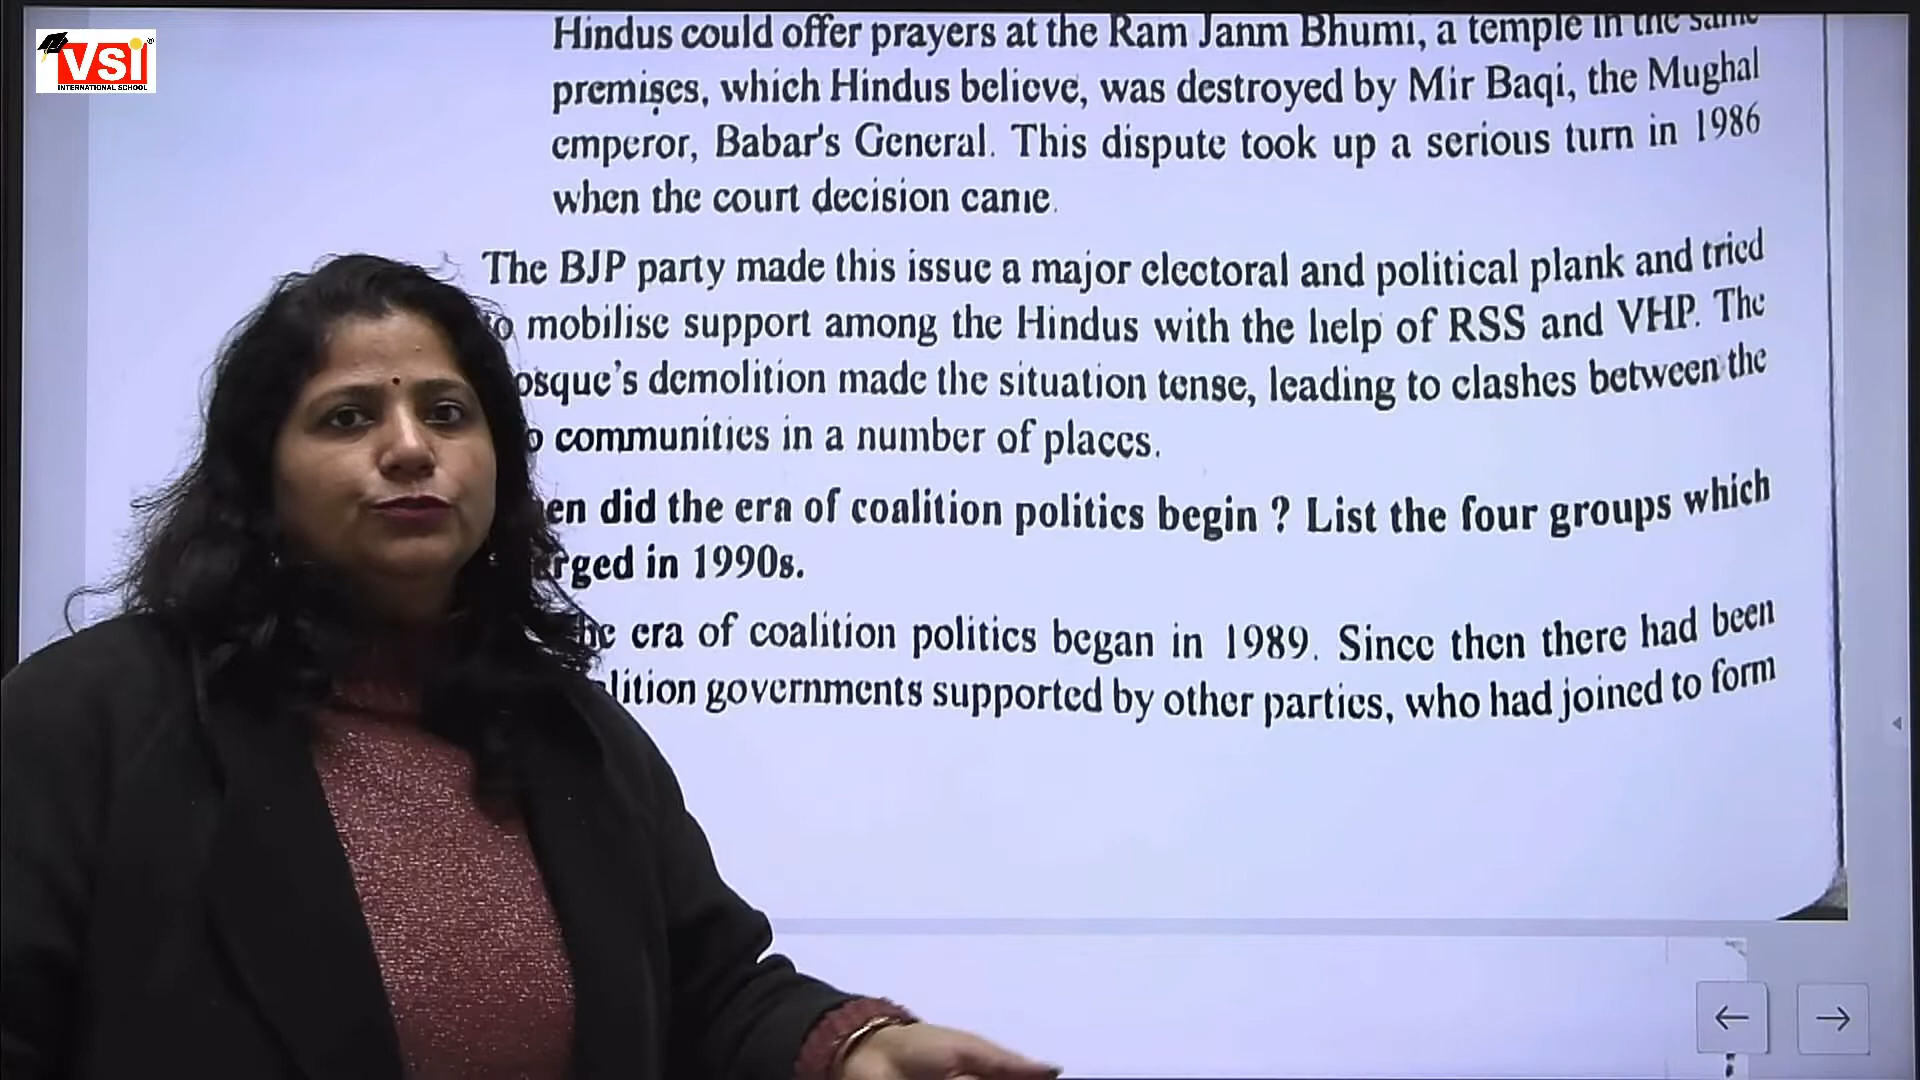 VSI
INTERNATIONAL SCHOOL
Hindus could offer prayers at the Ram Janm Bhumi, a temple in the same
premises, which Hindus believe, was destroyed by Mir Baqi, the Mughal
emperor, Babar's General. This dispute took up a serious turn in 1986
when the court decision came.
The BJP party made this issue a major electoral and political plank and tried
to mobilise support among the Hindus with the help of RSS and VHP. The
osque's demolition made the situation tense, leading to clashes between the
o communities in a number of places.
en did the era of coalition politics begin ? List the four groups which
rged in 1990s.
he era of coalition politics began in 1989. Since then there had been
lition governments supported by other parties, who had joined to form